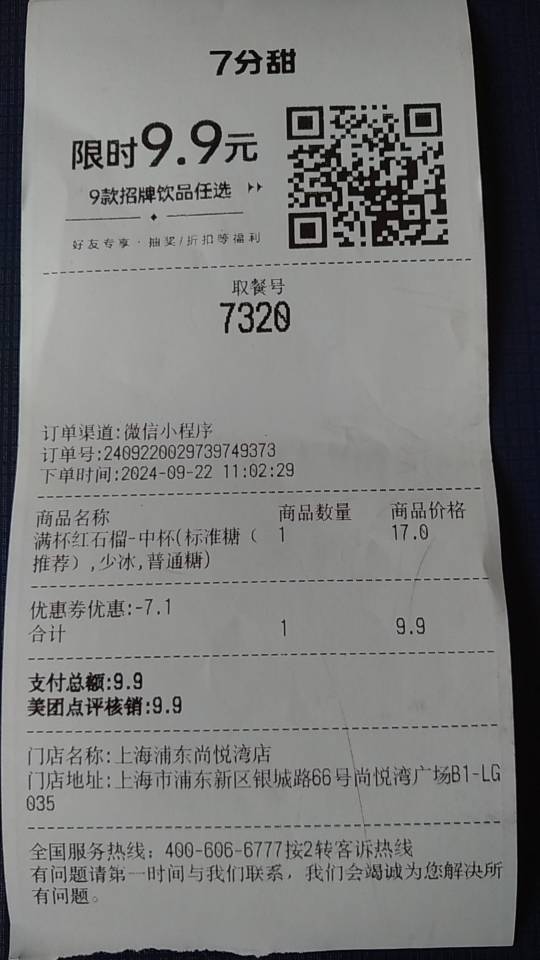 7分甜
限时9.9元
9款招牌饮品任选
好友专享·抽奖/折扣等福利
取餐号
7320
订单渠道:微信小程序
订单号:2409220029739749373
下单时间:2024-09-22 11:02:29
商品名称 商品数量 商品价格
满杯红石榴-中杯(标准糖( 1 17.0
推荐),少冰,普通糖)
优惠券优惠:-7.1
合计 1 9.9
支付总额:9.9
美团点评核销:9.9
门店名称:上海浦东尚悦湾店
门店地址:上海市浦东新区银城路66号尚悦湾广场B1-LG
035
全国服务热线: 400-606-6777按2转客诉热线
有问题请第一时间与我们联系, 我们会竭诚为您解决所
有问题。